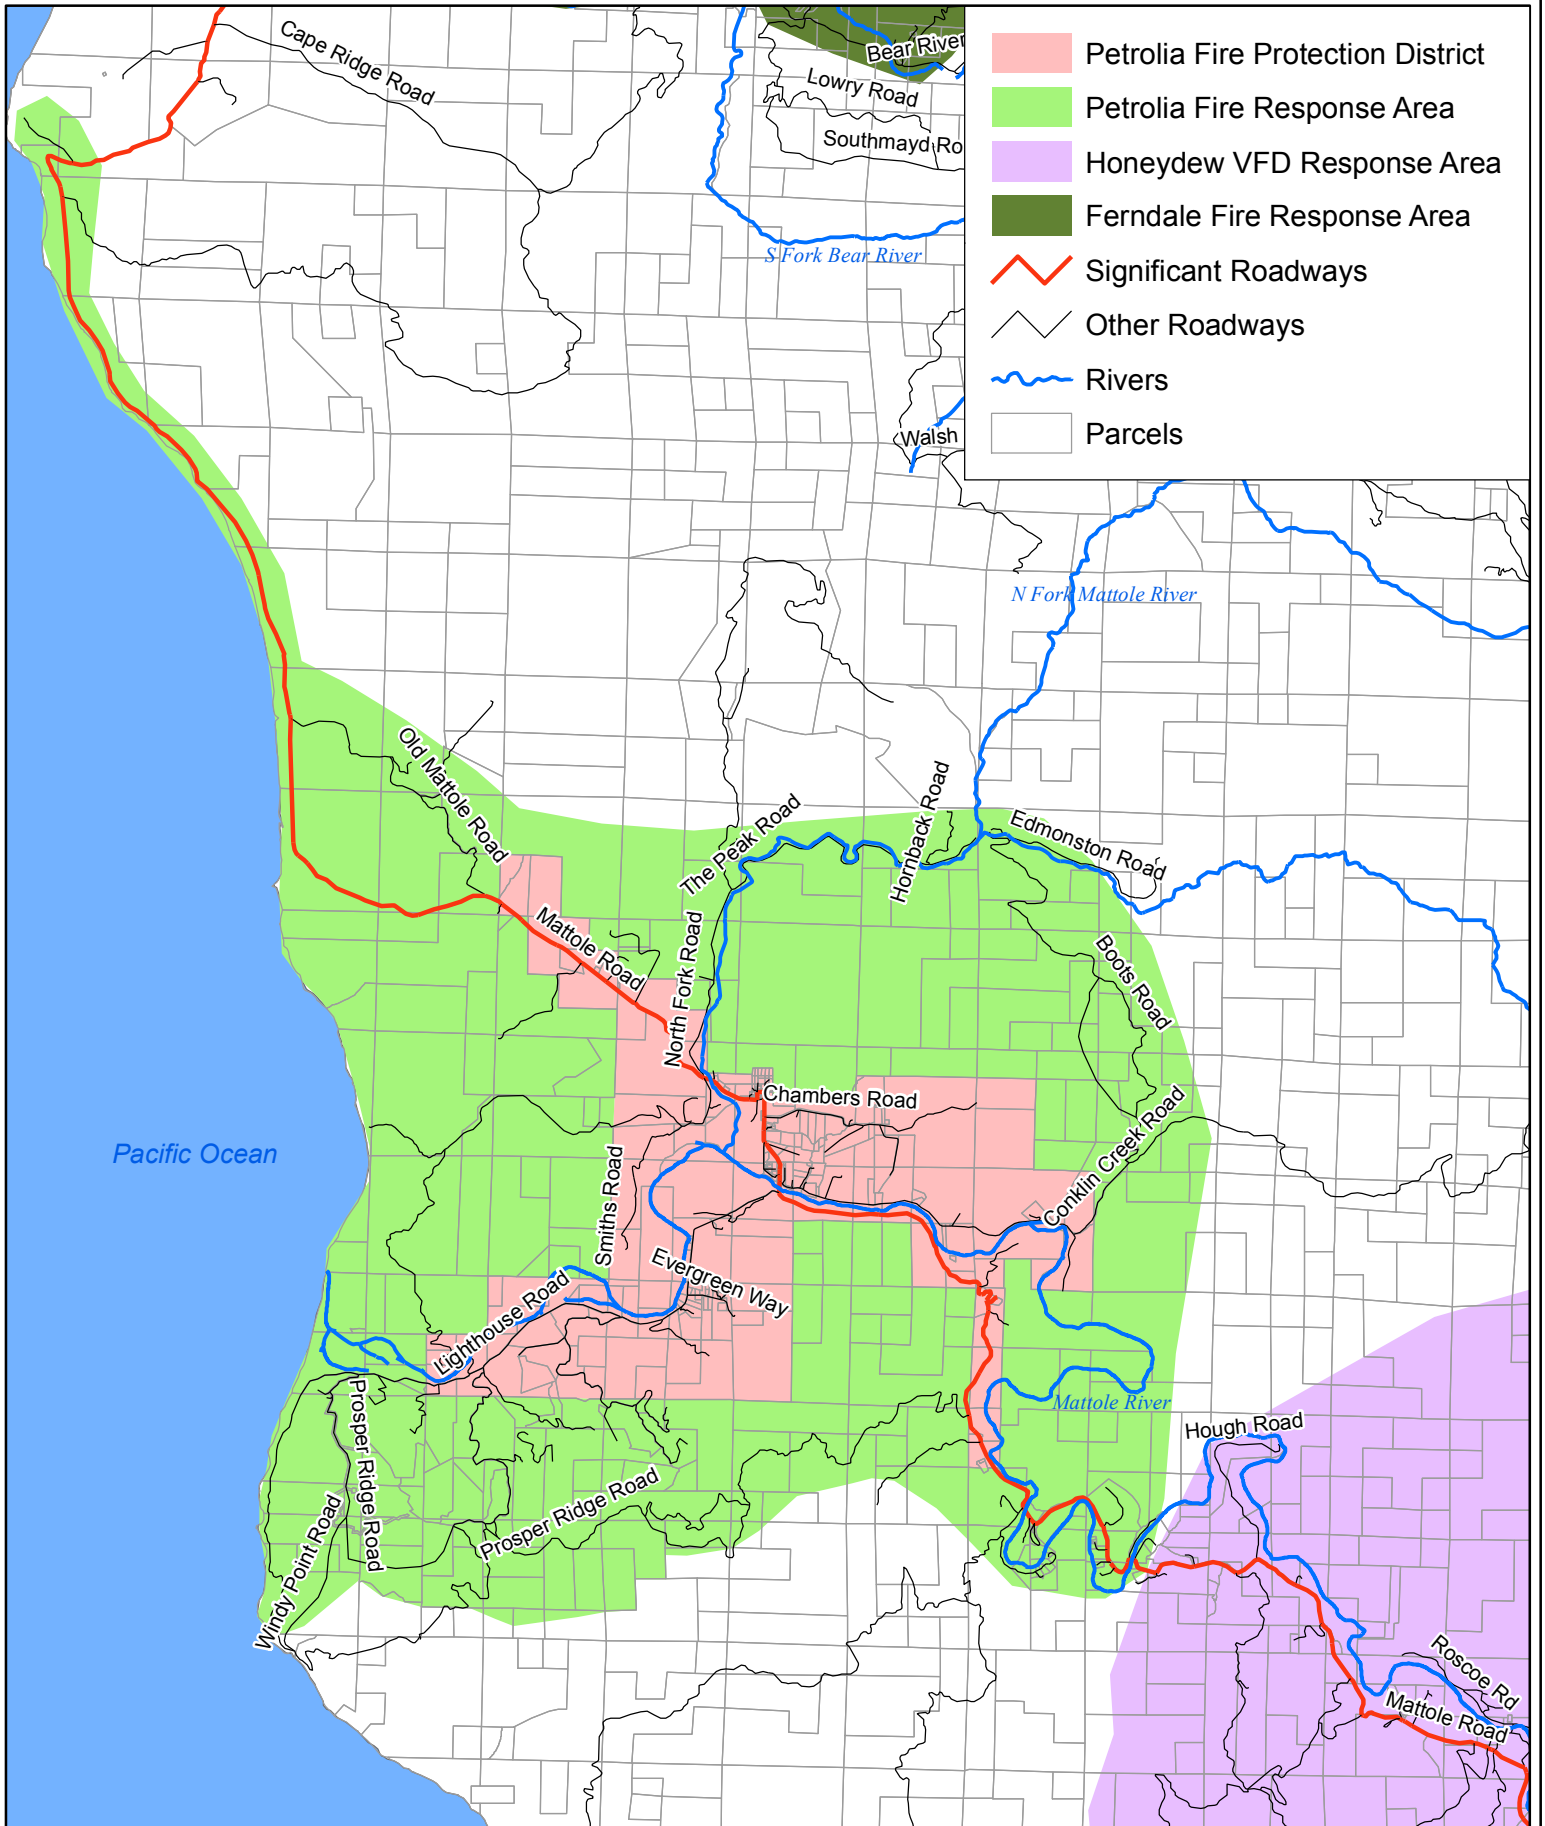 Petrolia Fire Protection District
Petrolia Fire Response Area
Honeydew VFD Response Area
Ferndale Fire Response Area
Significant Roadways
Other Roadways
Rivers
Parcels
Cape Ridge Road
Bear River
Lowry Road
Southmayd Ro
S Fork Bear River
Walsh
N Fork Mattole River
Old Mattole Road
The Peak Road
Hornback Road
Edmonston Road
Mattole Road
North Fork Road
Boots Road
Chambers Road
Pacific Ocean
Conklin Creek Road
Smiths Road
Evergreen Way
Lighthouse Road
Mattole River
Hough Road
Prosper Ridge Road
Prosper Ridge Road
Windy Point Road
Roscoe Rd
Mattole Road